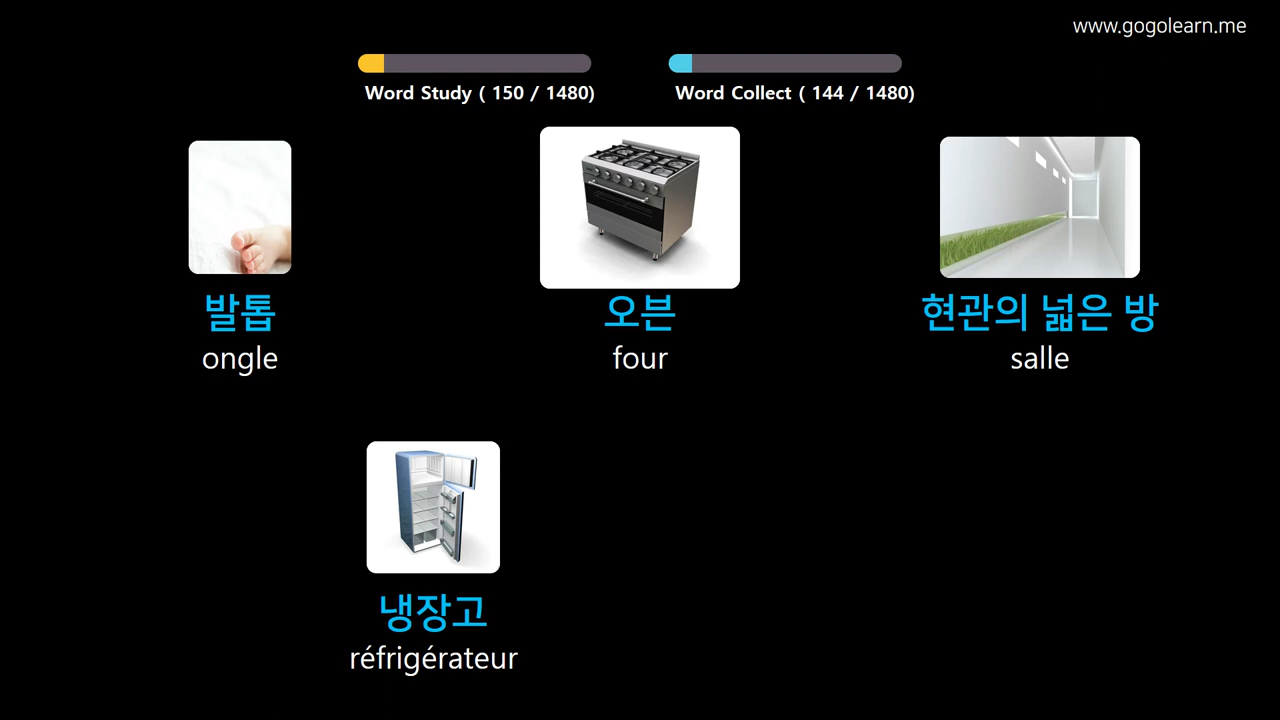 www.gogolearn.me
Word Study ( 150 / 1480)
Word Collect ( 144 / 1480)
발톱
ongle
오븐
four
현관의 넓은 방
salle
냉장고
réfrigérateur